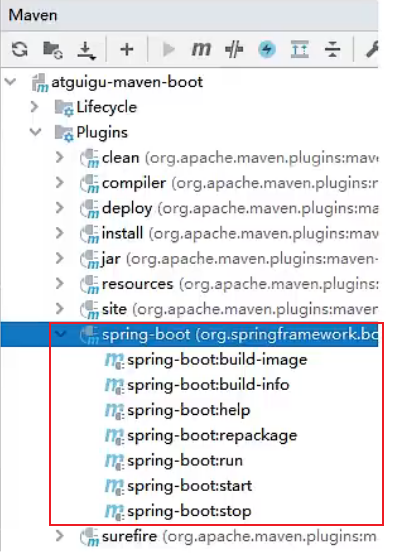 Maven
m
atguigu-maven-boot
Lifecycle
Plugins
clean (org.apache.maven.plugins:mave
compiler (org.apache.maven.plugins:r
deploy (org.apache.maven.plugins:ma
install (org.apache.maven.plugins:mav
jar (org.apache.maven.plugins:maven-
resources (org.apache.maven.plugins:
site (org.apache.maven.plugins:maven
spring-boot (org.springframework.bo
spring-boot:build-image
spring-boot:build-info
spring-boot:help
spring-boot:repackage
spring-boot:run
spring-boot:start
spring-boot:stop
surefire (org.apache.maven.plugins:m